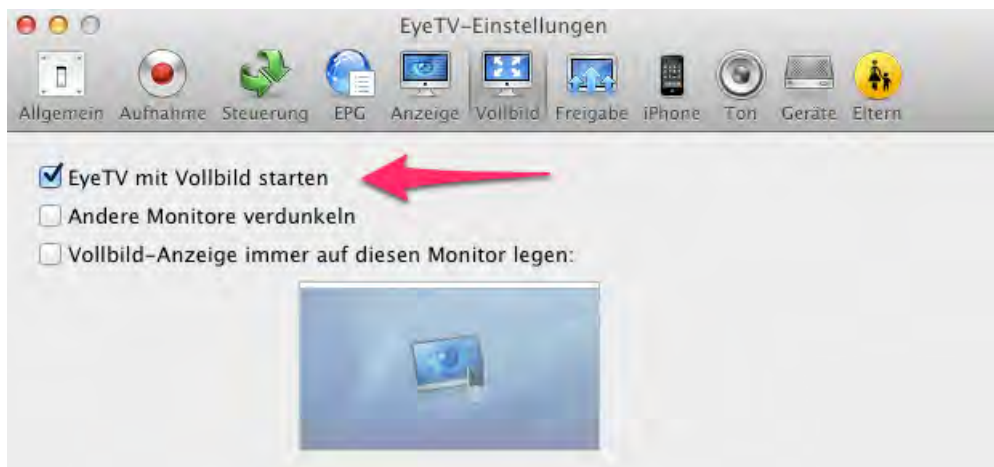 EyeTV-Einstellungen
Allgemein Aufnahme Steuerung EPG Anzeige Vollbild Freigabe iPhone Ton Geräte Eltern
EyeTV mit Vollbild starten
Andere Monitore verdunkeln
Vollbild-Anzeige immer auf diesen Monitor legen: